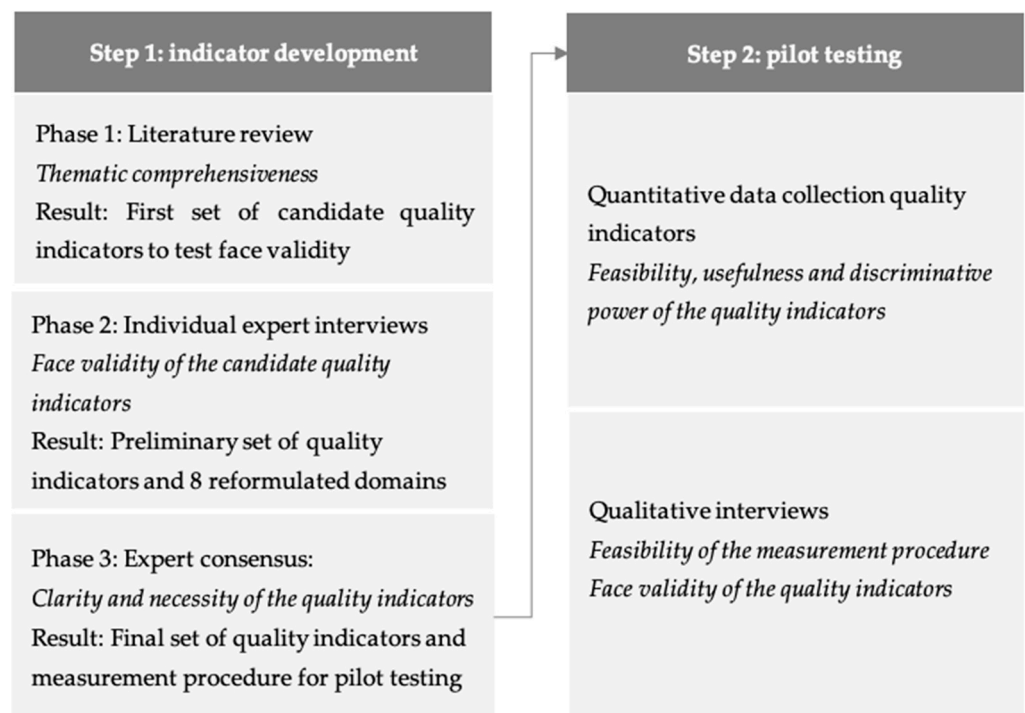 Step 1: indicator development
Phase 1: Literature review
Thematic comprehensiveness
Result: First set of candidate quality
indicators to test face validity
Phase 2: Individual expert interviews
Face validity of the candidate quality
indicators
Result: Preliminary set of quality
indicators and 8 reformulated domains
Phase 3: Expert consensus:
Clarity and necessity of the quality indicators
Result: Final set of quality indicators and
measurement procedure for pilot testing
Step 2: pilot testing
Quantitative data collection quality
indicators
Feasibility, usefulness and discriminative
power of the quality indicators
Qualitative interviews
Feasibility of the measurement procedure
Face validity of the quality indicators